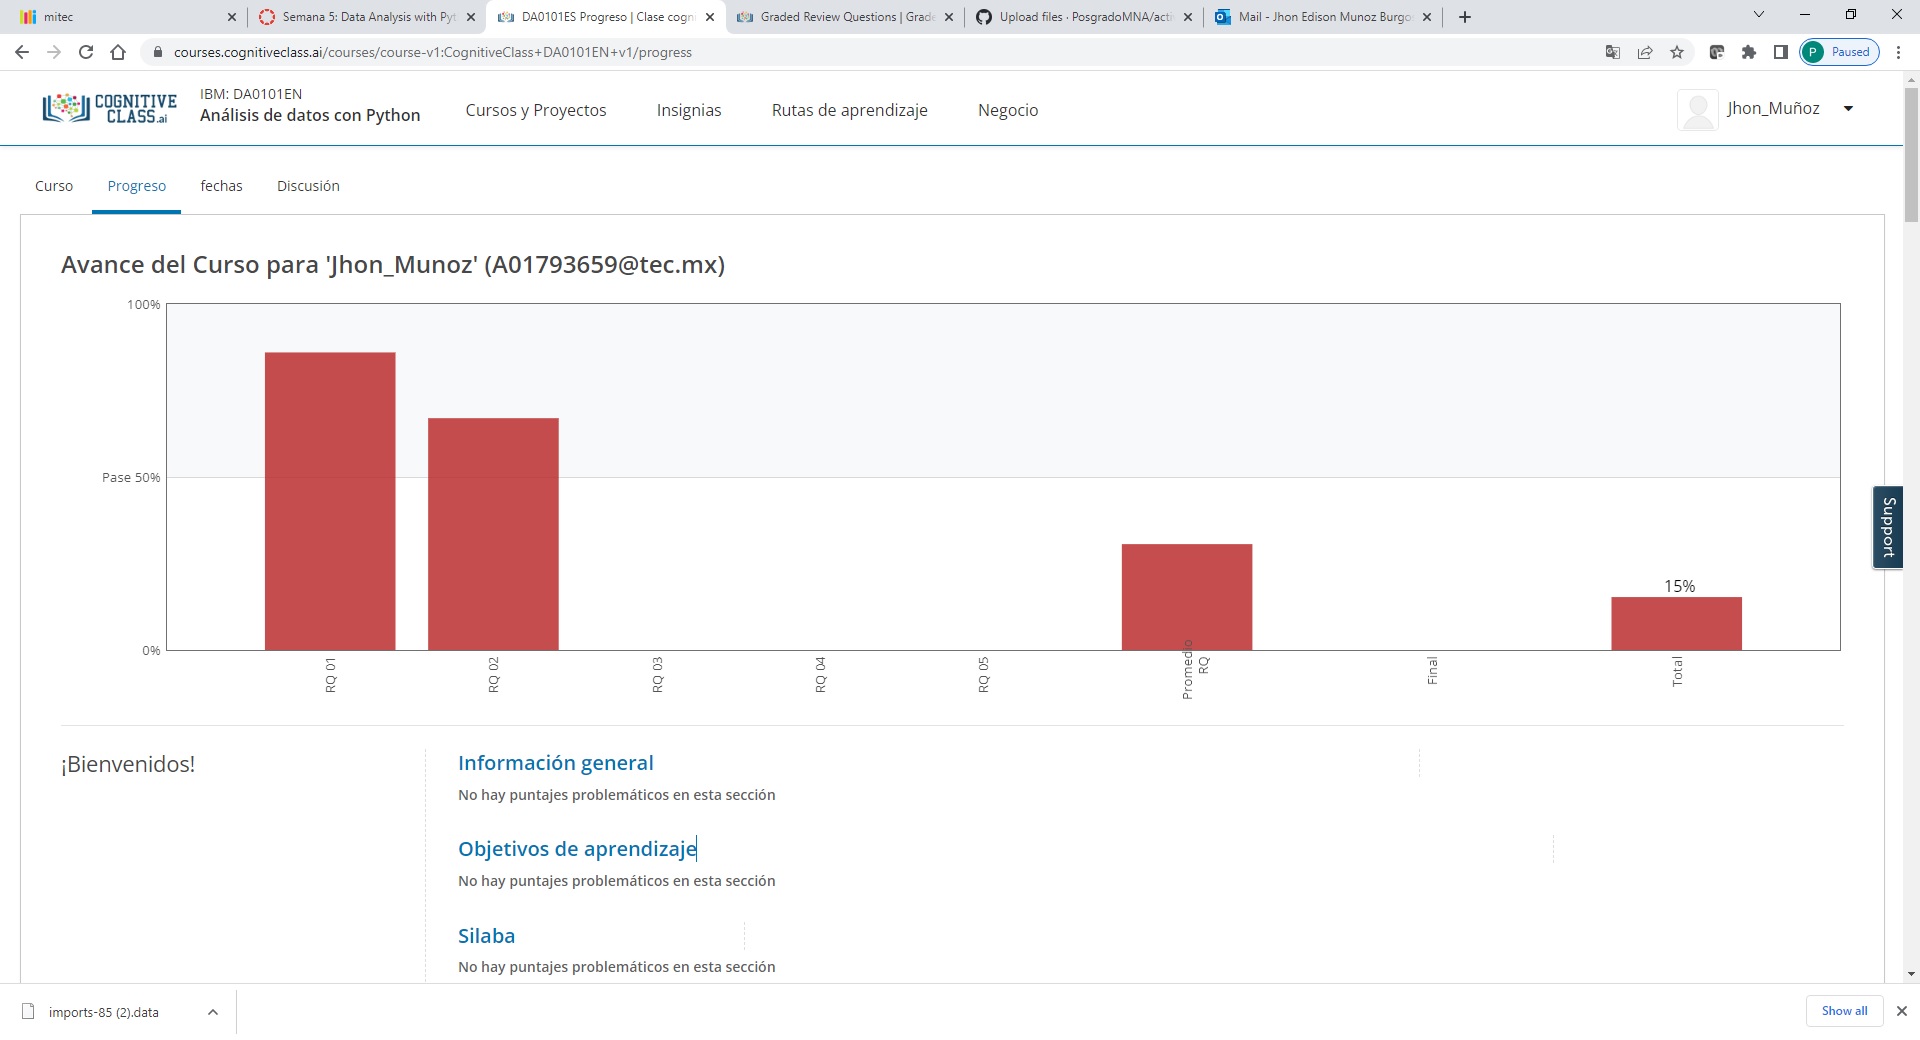 mitec
Semana 5: Data Analysis with Pyt
DA0101ES Progreso | Clase cogni
Graded Review Questions | Grade
Upload files · PosgradoMNA/acti
Mail - Jhon Edison Munoz Burgo
courses.cognitiveclass.ai/courses/course-v1:CognitiveClass+DA0101EN+v1/progress
P Paused
COGNITIVE
CLASS.ai
IBM: DA0101EN
Análisis de datos con Python
Cursos y Proyectos
Insignias
Rutas de aprendizaje
Negocio
Jhon_Muñoz
Curso
Progreso
fechas
Discusión
Avance del Curso para 'Jhon_Munoz' (A01793659@tec.mx)
100%
Pase 50%
0%
15%
RQ 01
RQ 02
RQ 03
RQ 04
RQ 05
Promedio
RQ
Final
Total
Support
¡Bienvenidos!
Información general
No hay puntajes problemáticos en esta sección
Objetivos de aprendizaje
No hay puntajes problemáticos en esta sección
Silaba
No hay puntajes problemáticos en esta sección
imports-85 (2).data
Show all